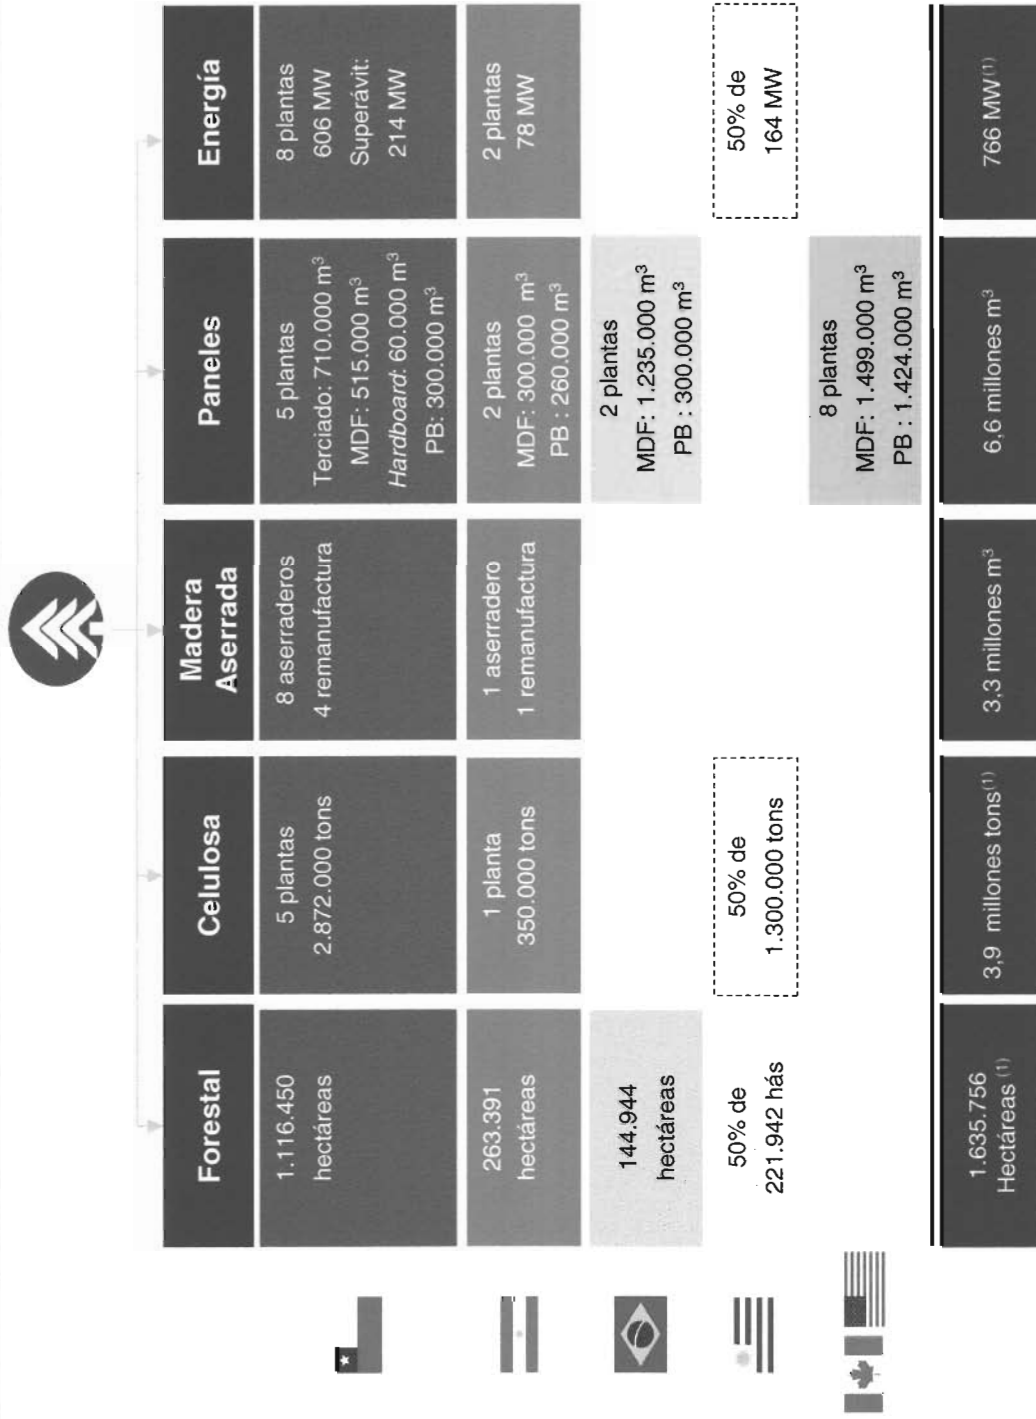 Forestal
Celulosa
Madera
Aserrada
Paneles
Energía
1.116.450
hectáreas
5 plantas
2.872.000 tons
8 aserraderos
4 remanufactura
5 plantas
Terciado: 710.000 m³
MDF: 515.000 m³
Hardboard: 60.000 m³
PB: 300.000 m³
8 plantas
606 MW
Superávit:
214 MW
263.391
hectáreas
1 planta
350.000 tons
1 aserradero
1 remanufactura
2 plantas
MDF: 300.000 m³
PB : 260.000 m³
2 plantas
78 MW
144.944
hectáreas
2 plantas
MDF: 1.235.000 m³
PB : 300.000 m³
50% de
221.942 hás
50% de
1.300.000 tons
50% de
164 MW
8 plantas
MDF: 1.499.000 m³
PB : 1.424.000 m³
1.635.756
Hectáreas (1)
3,9 millones tons(1)
3,3 millones m³
6,6 millones m³
766 MW(1)